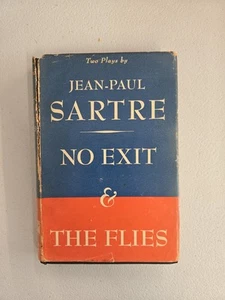 Two Plays by
JEAN-PAUL
SARTRE
NO EXIT
&
THE FLIES